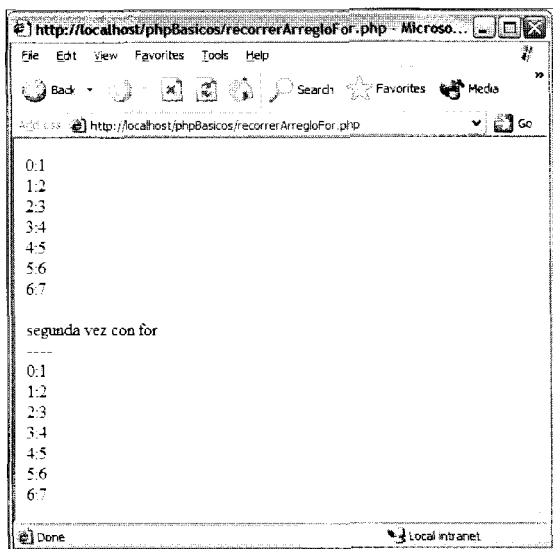 http://localhost/phpBasicos/recorrerArregloFor.php - Microso...
File Edit View Favorites Tools Help
Back Search Favorites Media
Address http://localhost/phpBasicos/recorrerArregloFor.php Go
0:1
1:2
2:3
3:4
4:5
5:6
6:7
segunda vez con for
----
0:1
1:2
2:3
3:4
4:5
5:6
6:7
Done Local intranet